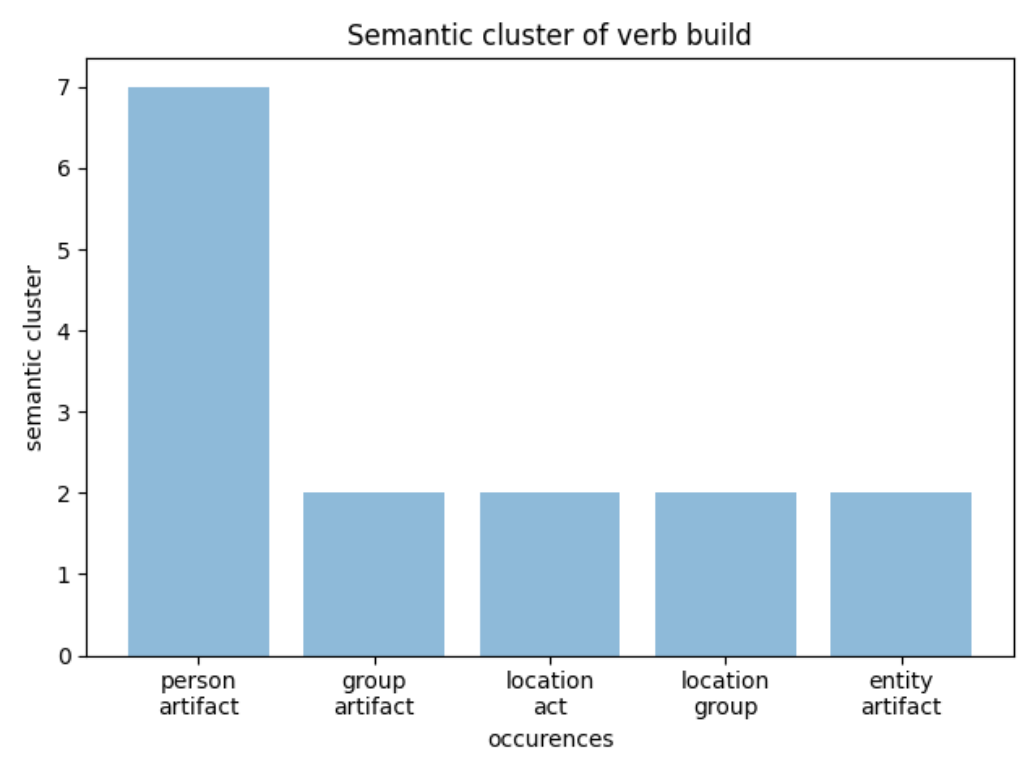 Semantic cluster of verb build
7
6
5
4
3
2
1
0
semantic cluster
person
artifact
group
artifact
location
act
location
group
entity
artifact
occurences